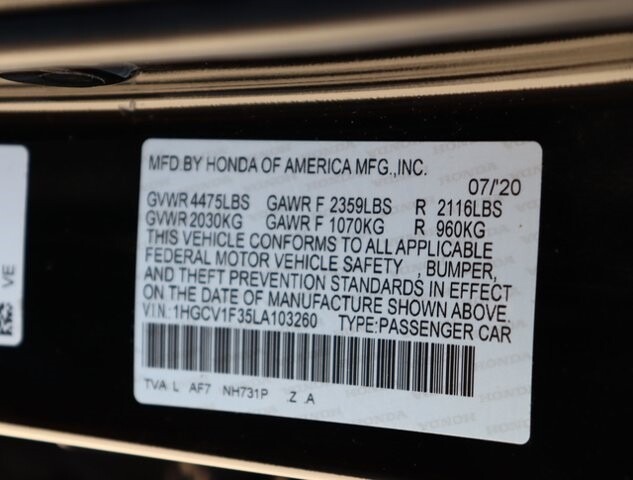 MFD.BY HONDA OF AMERICA MFG.,INC.
07/'20
GVWR 4475LBS GAWR F 2359LBS R 2116LBS
GVWR 2030KG GAWR F 1070KG R 960KG
THIS VEHICLE CONFORMS TO ALL APPLICABLE
FEDERAL MOTOR VEHICLE SAFETY , BUMPER,
AND THEFT PREVENTION STANDARDS IN EFFECT
ON THE DATE OF MANUFACTURE SHOWN ABOVE.
V.I.N.: 1HGCV1F35LA103260 TYPE:PASSENGER CAR
TVA: L AF7 NH731P Z .A
VE